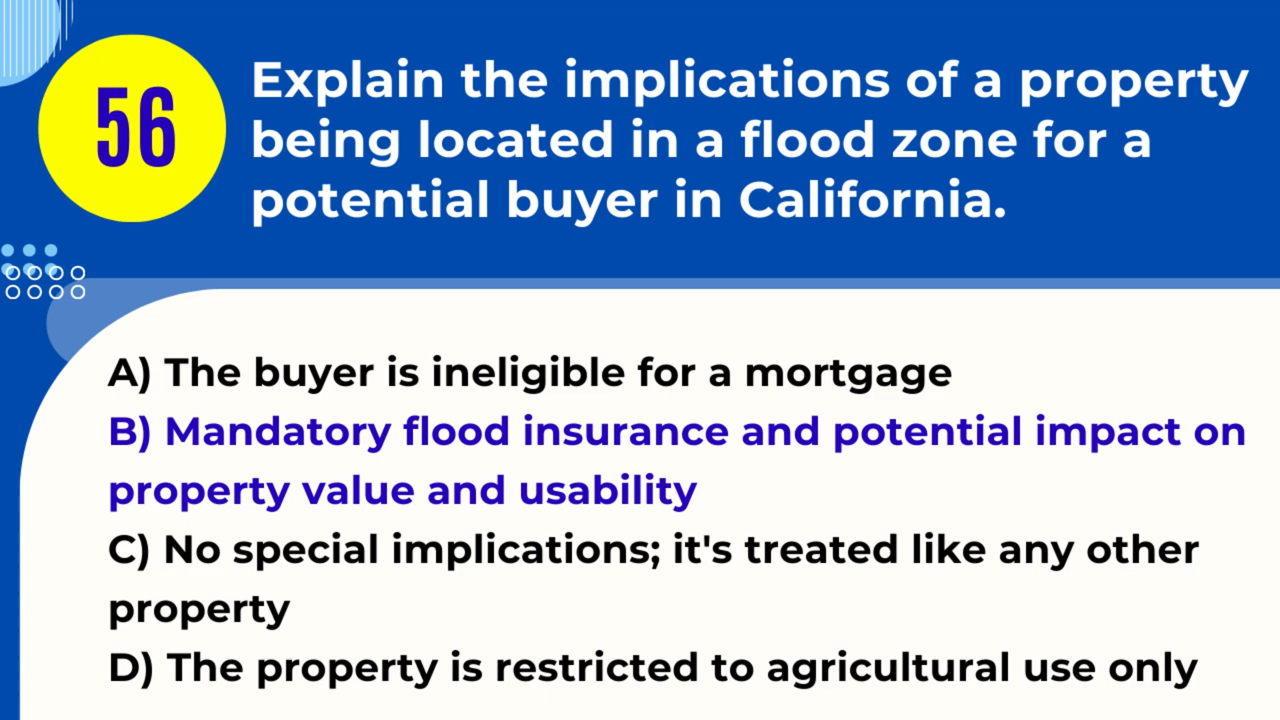 56
Explain the implications of a property
being located in a flood zone for a
potential buyer in California.
A) The buyer is ineligible for a mortgage
B) Mandatory flood insurance and potential impact on
property value and usability
C) No special implications; it's treated like any other
property
D) The property is restricted to agricultural use only